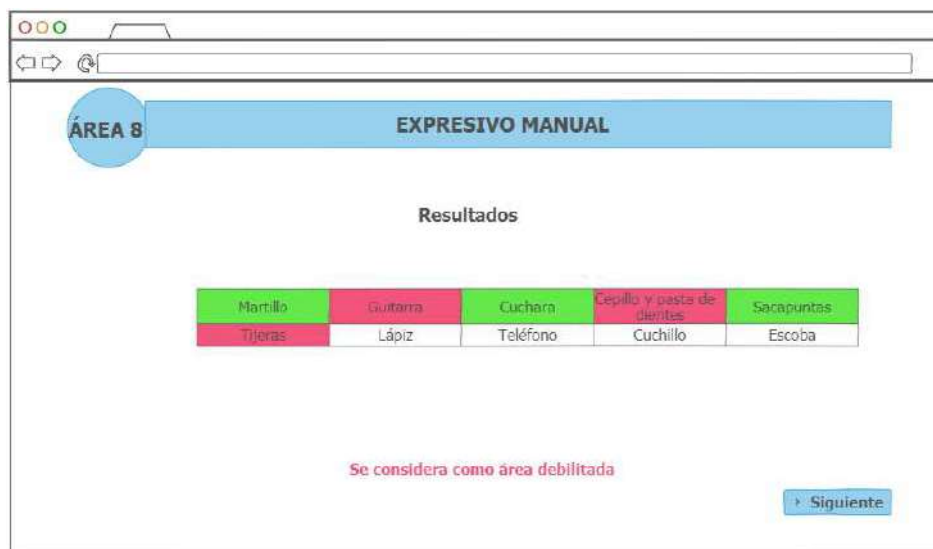 ÁREA 8
EXPRESIVO MANUAL
Resultados
Martillo Guitarra Cuchara Cepillo y pasta de dientes Sacapuntas
Tijeras Lápiz Teléfono Cuchillo Escoba
Se considera como área debilitada
Siguiente